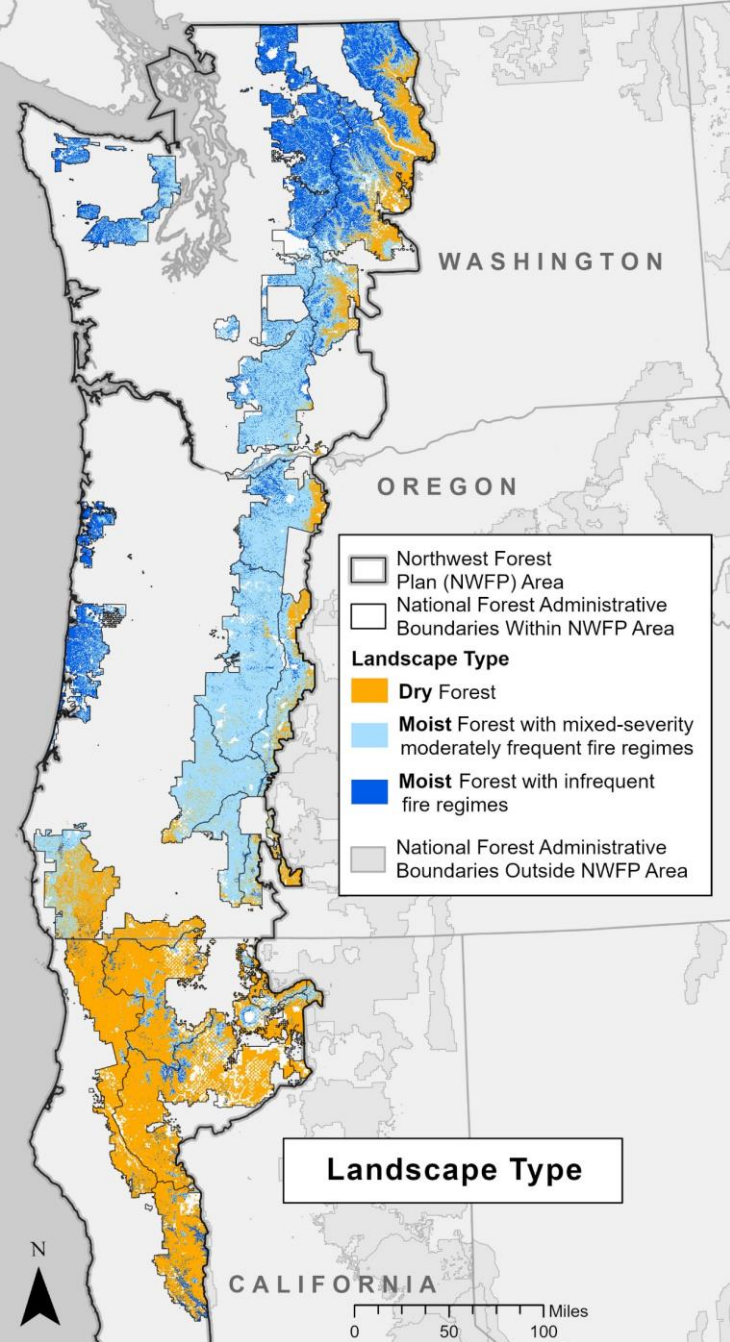 WASHINGTON
OREGON
Northwest Forest
Plan (NWFP) Area
National Forest Administrative
Boundaries Within NWFP Area
Landscape Type
Dry Forest
Moist Forest with mixed-severity
moderately frequent fire regimes
Moist Forest with infrequent
fire regimes
National Forest Administrative
Boundaries Outside NWFP Area
Landscape Type
N
CALIFORNIA
Miles
0 50 100